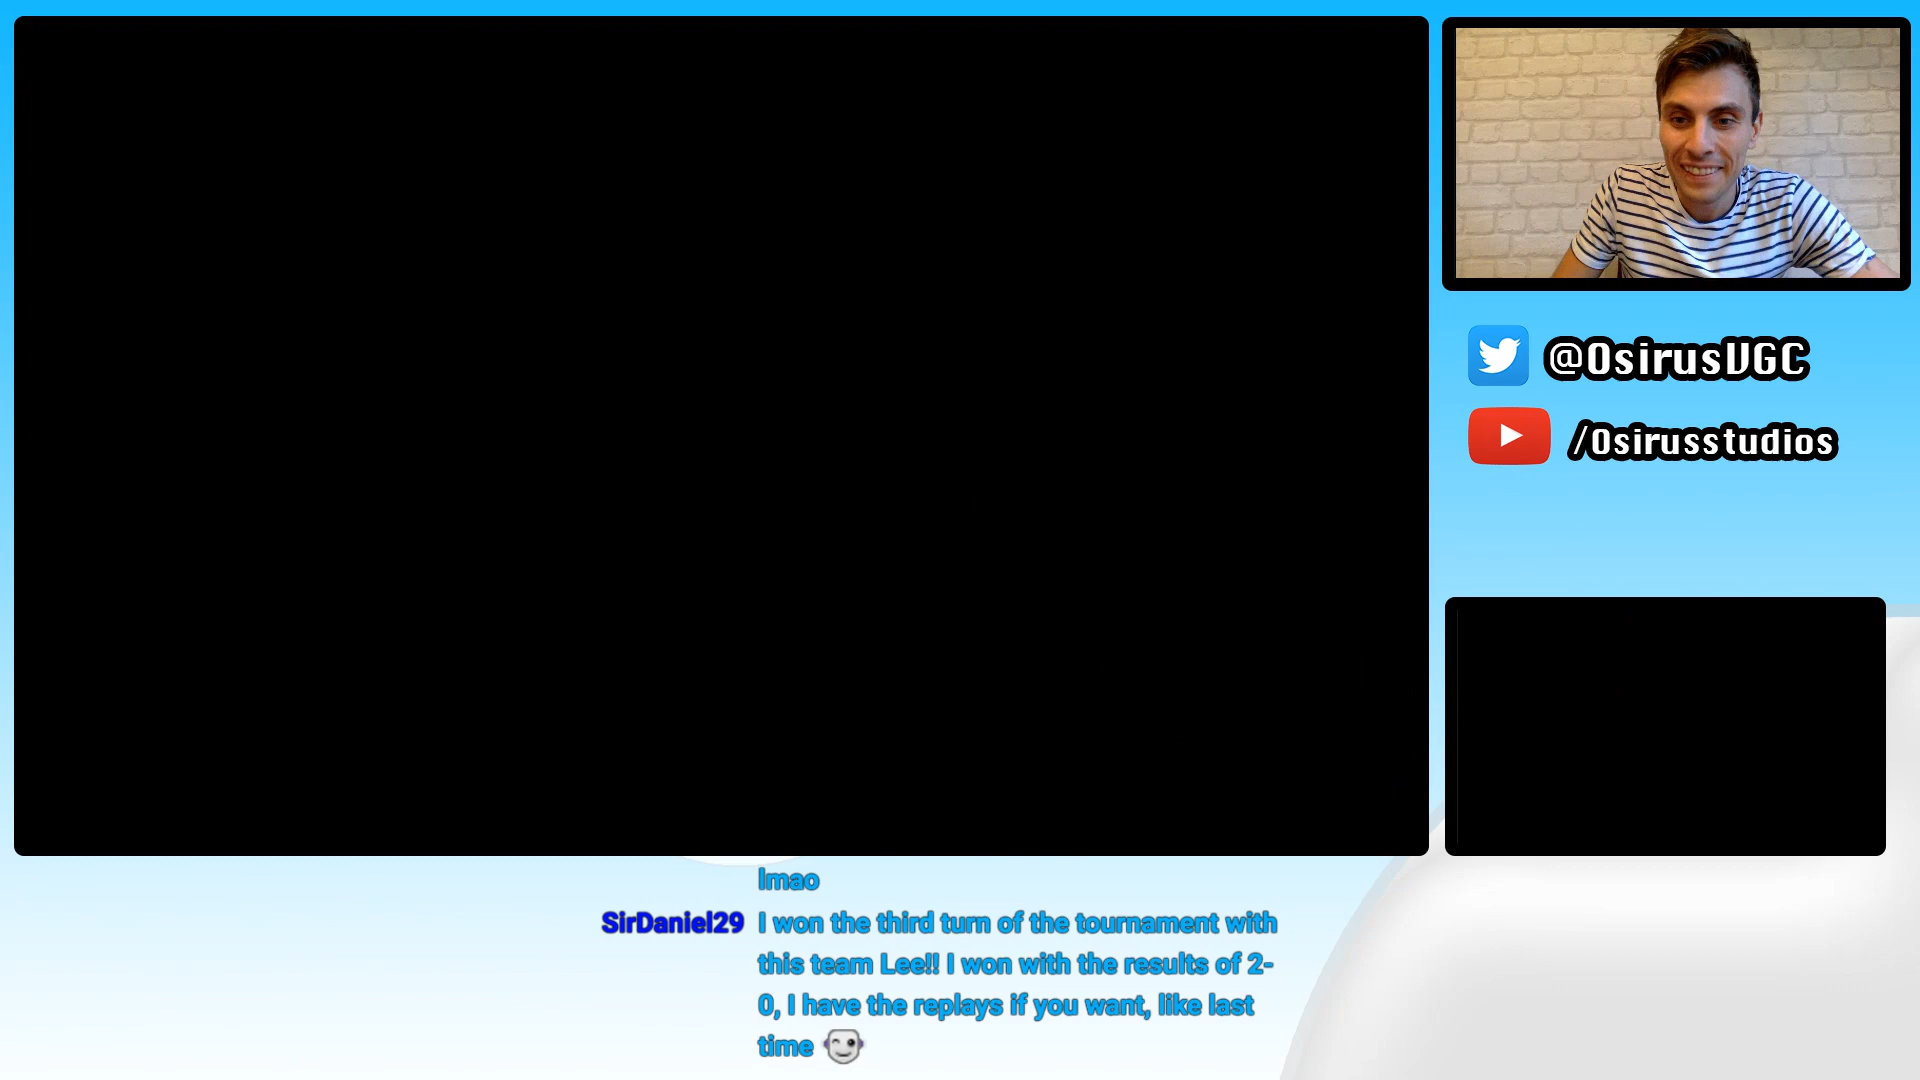 @OsirusVGC
/Osirusstudios
lmao
SirDaniel29 I won the third turn of the tournament with
this team Lee!! I won with the results of 2-
0, I have the replays if you want, like last
time